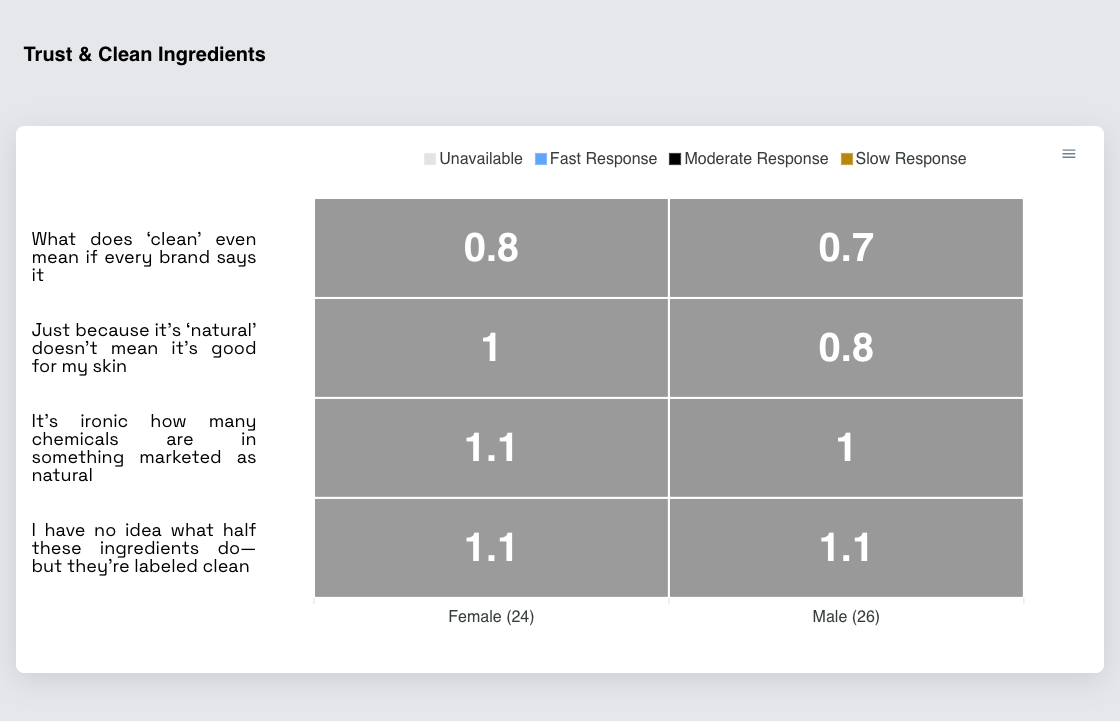 Trust & Clean Ingredients
Unavailable Fast Response Moderate Response Slow Response
What does ‘clean’ even
mean if every brand says
it
0.8 0.7
Just because it’s ‘natural’
doesn’t mean it’s good
for my skin
1 0.8
It’s ironic how many
chemicals are in
something marketed as
natural
1.1 1
I have no idea what half
these ingredients do—
but they’re labeled clean
1.1 1.1
Female (24) Male (26)